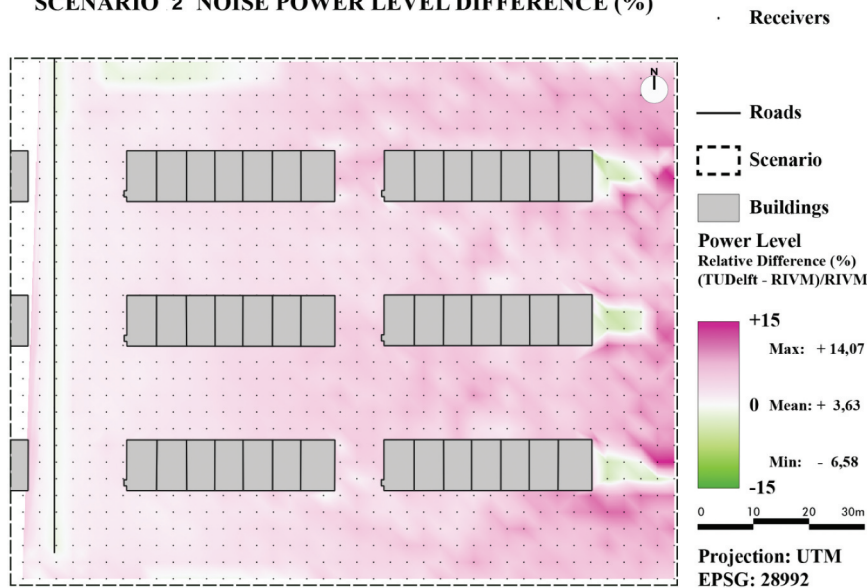 SCENARIO 2 NOISE POWER LEVEL DIFFERENCE (%)
N
Receivers
Roads
Scenario
Buildings
Power Level
Relative Difference (%)
(TUDelft - RIVM)/RIVM
+15
Max: + 14,07
0 Mean: + 3,63
Min: - 6,58
-15
0 10 20 30m
Projection: UTM
EPSG: 28992